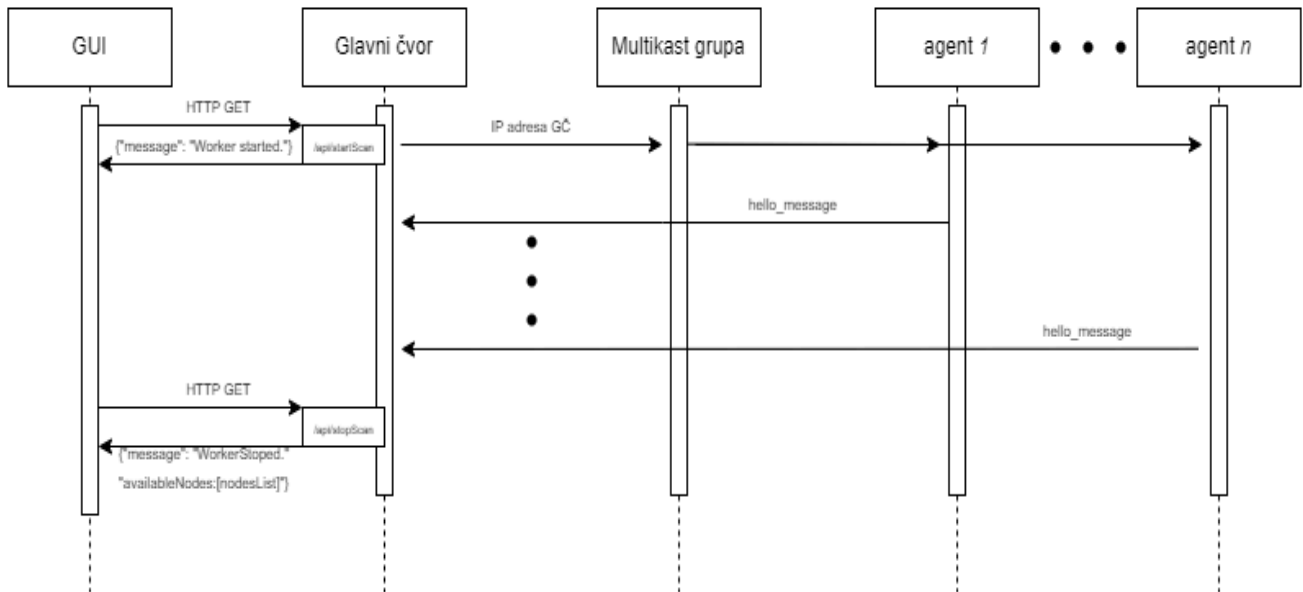 GUI
Glavni čvor
Multikast grupa
agent 1
agent n
HTTP GET
{"message": "Worker started."}
/api/startScan
IP adresa GČ
hello_message
hello_message
HTTP GET
/api/stopScan
{"message": "WorkerStoped."
"availableNodes:[nodesList]"}